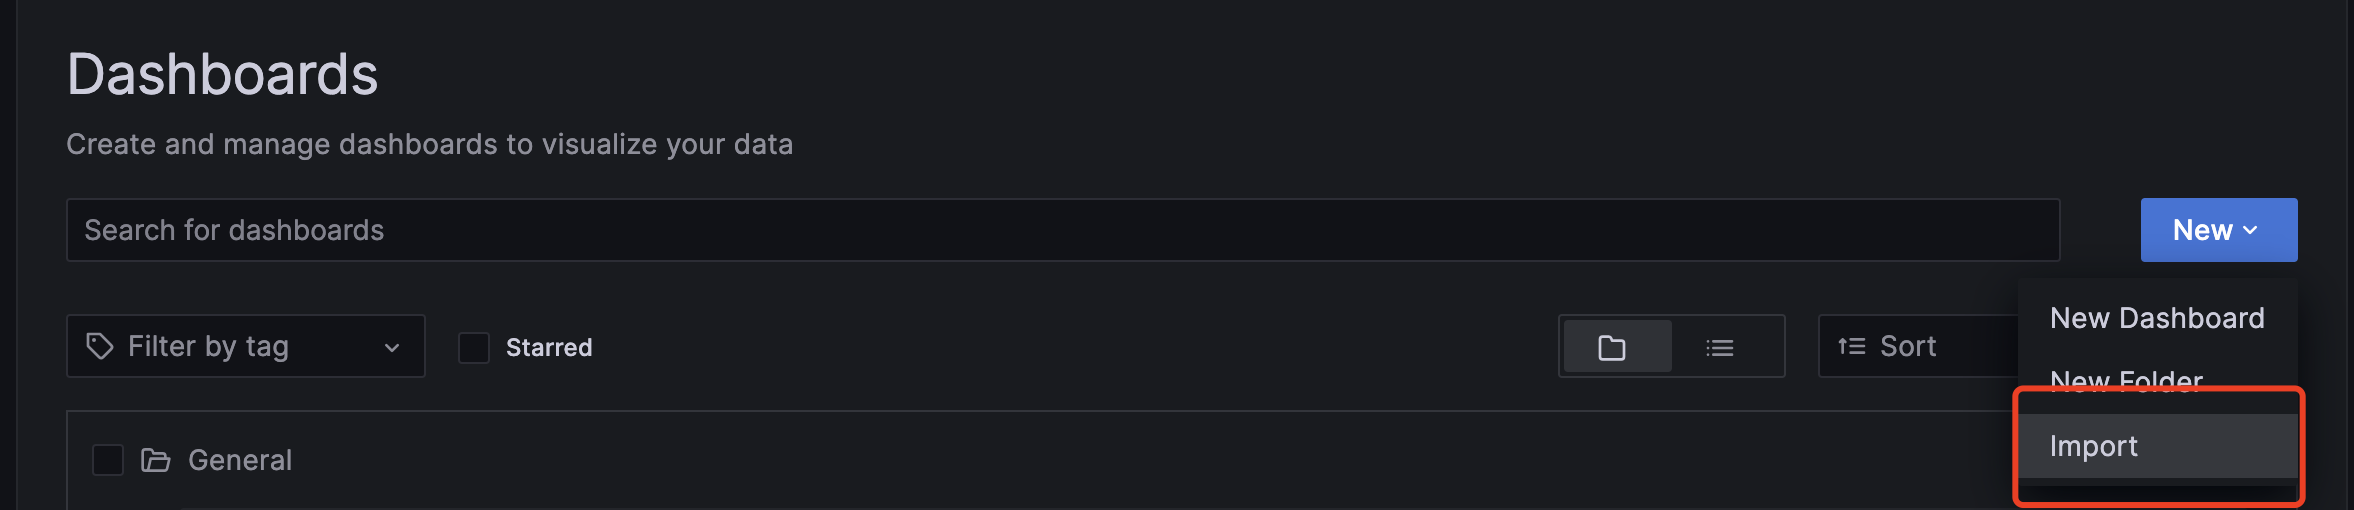 Dashboards
Create and manage dashboards to visualize your data
Search for dashboards
New
Filter by tag
Starred
Sort
New Dashboard
New Folder
Import
General